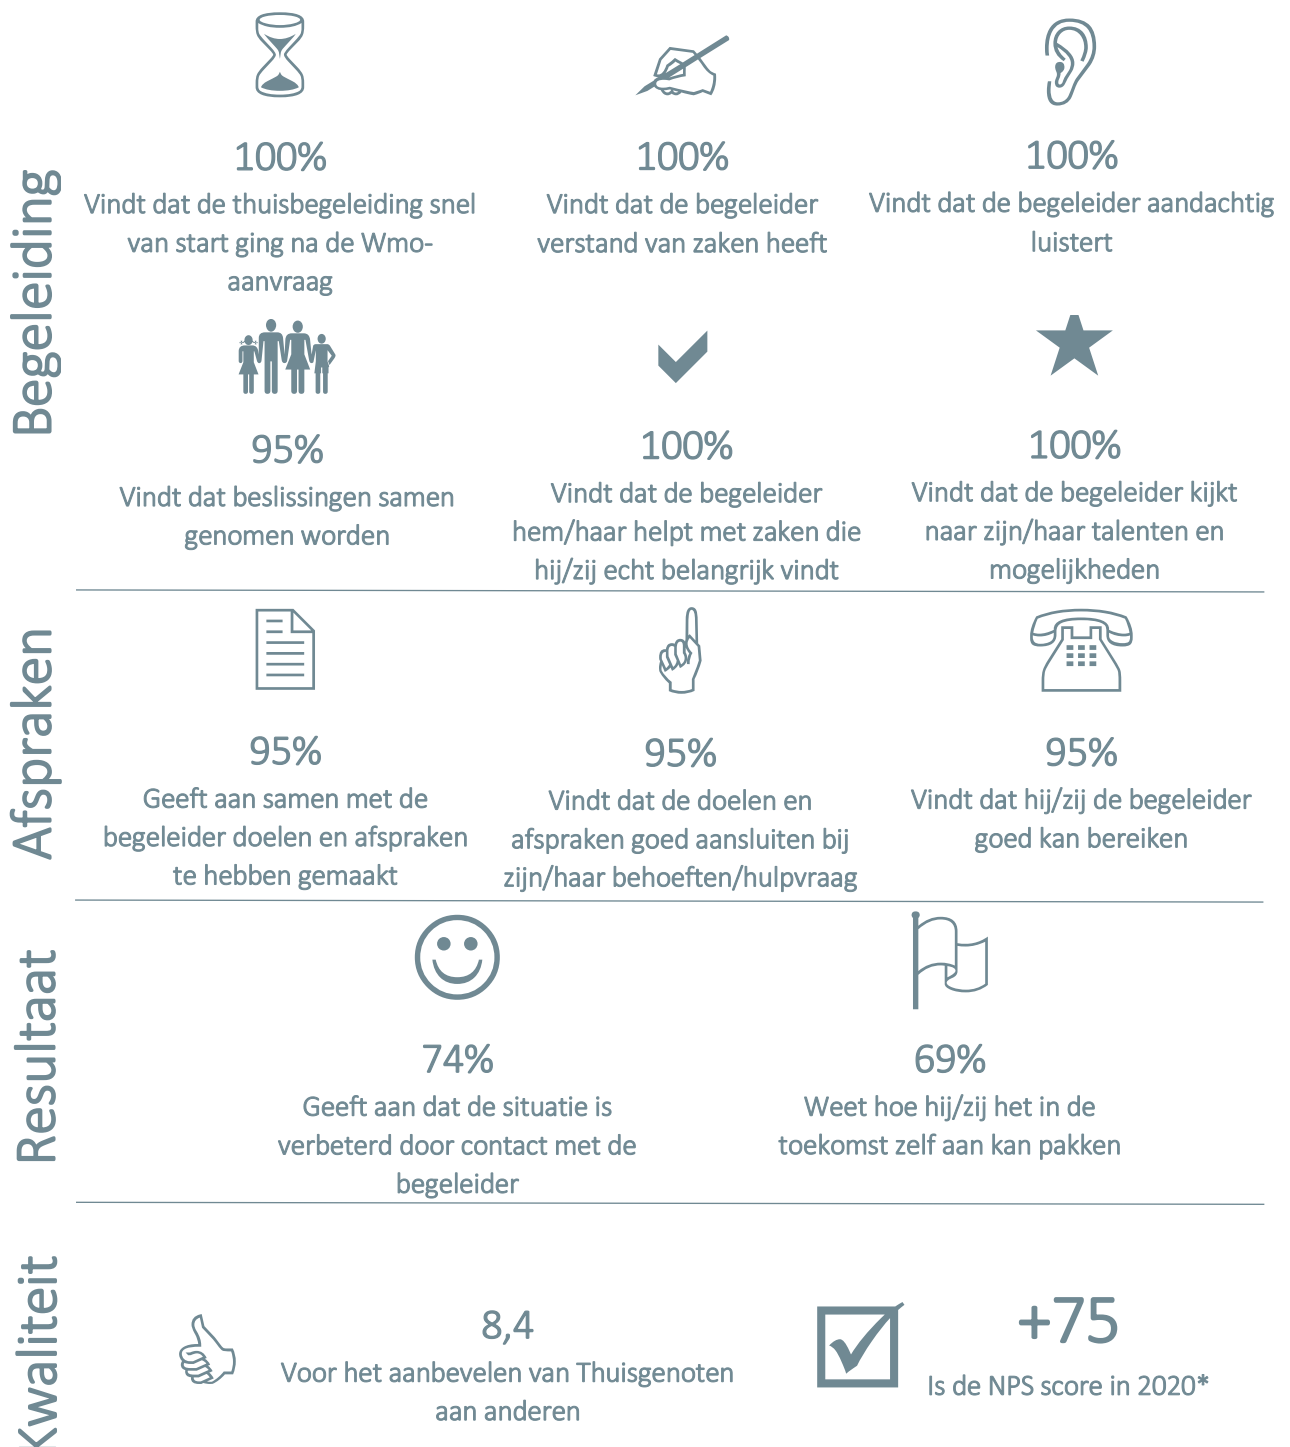 Begeleiding
100%
Vindt dat de thuisbegeleiding snel
van start ging na de Wmo-
aanvraag
100%
Vindt dat de begeleider
verstand van zaken heeft
100%
Vindt dat de begeleider aandachtig
luistert
95%
Vindt dat beslissingen samen
genomen worden
100%
Vindt dat de begeleider
hem/haar helpt met zaken die
hij/zij echt belangrijk vindt
100%
Vindt dat de begeleider kijkt
naar zijn/haar talenten en
mogelijkheden
Afspraken
95%
Geeft aan samen met de
begeleider doelen en afspraken
te hebben gemaakt
95%
Vindt dat de doelen en
afspraken goed aansluiten bij
zijn/haar behoeften/hulpvraag
95%
Vindt dat hij/zij de begeleider
goed kan bereiken
Resultaat
74%
Geeft aan dat de situatie is
verbeterd door contact met de
begeleider
69%
Weet hoe hij/zij het in de
toekomst zelf aan kan pakken
Kwaliteit
8,4
Voor het aanbevelen van Thuisgenoten
aan anderen
+75
Is de NPS score in 2020*